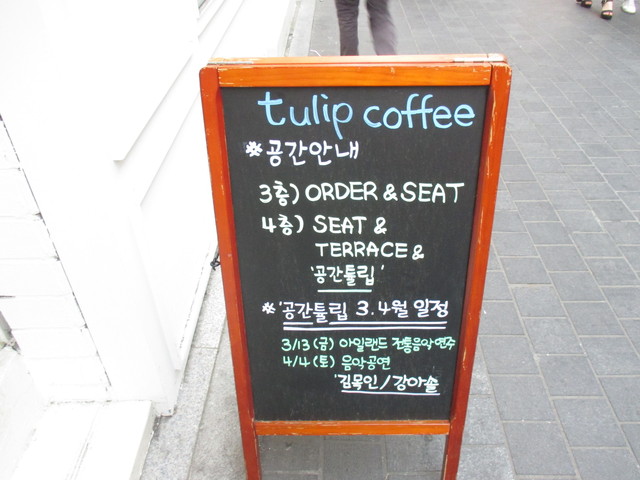 tulip coffee
* 공간안내
3층) ORDER & SEAT
4층) SEAT &
TERRACE &
'공간툴립'
* '공간툴립 3.4월 일정
3/13 (금) 아일랜드 전통음악연주
4/4 (토) 음악공연
'김목인/강아솔